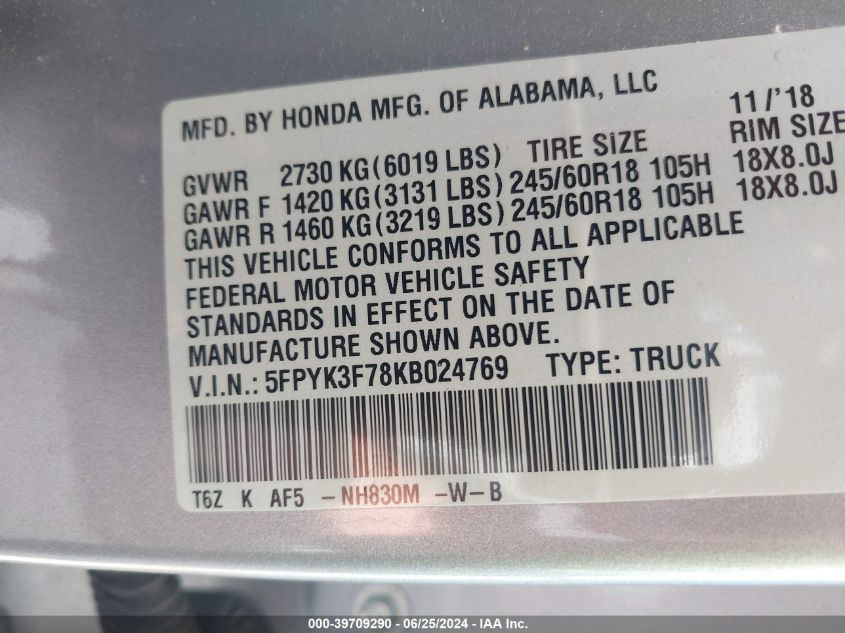 MFD. BY HONDA MFG. OF ALABAMA, LLC 11/'18
GVWR 2730 KG(6019 LBS) TIRE SIZE RIM SIZE
GAWR F 1420 KG(3131 LBS) 245/60R18 105H 18X8.0J
GAWR R 1460 KG(3219 LBS) 245/60R18 105H 18X8.0J
THIS VEHICLE CONFORMS TO ALL APPLICABLE
FEDERAL MOTOR VEHICLE SAFETY
STANDARDS IN EFFECT ON THE DATE OF
MANUFACTURE SHOWN ABOVE.
V.I.N.: 5FPYK3F78KB024769 TYPE: TRUCK
T6Z K AF5 -NH830M -W-B
000-39709290 - 06/25/2024 - IAA Inc.